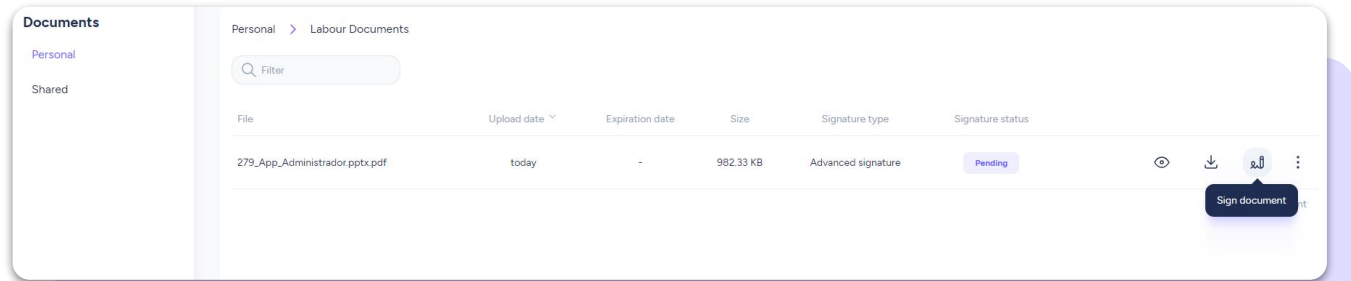 Documents
Personal
Shared
Personal > Labour Documents
Filter
File Upload date Expiration date Size Signature type Signature status
279_App_Administrador.pptx.pdf today - 982.33 KB Advanced signature Pending
Sign document